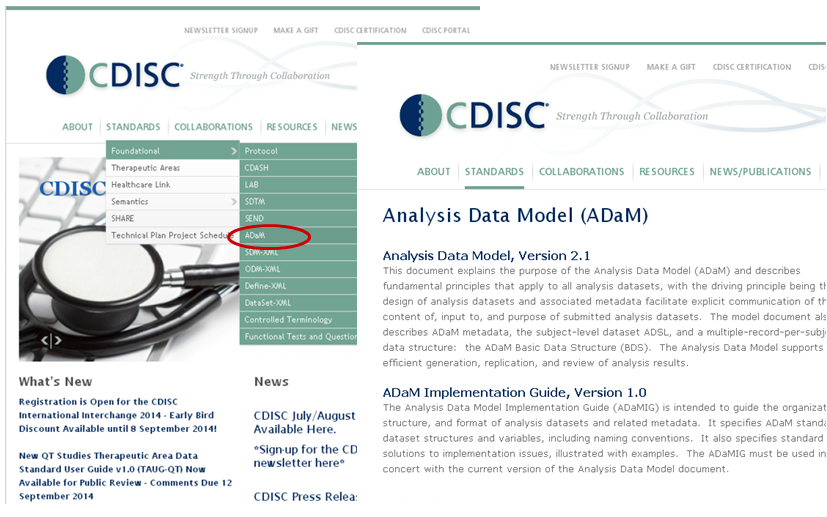 NEWSLETTER SIGNUP MAKE A GIFT CDISC CERTIFICATION CDISC PORTAL
CDISC
Strength Through Collaboration
ABOUT STANDARDS COLLABORATIONS RESOURCES NEWS
Foundational
Therapeutic Areas
Healthcare Link
Semantics
SHARE
Technical Plan Project Schedule
Protocol
CDASH
LAB
SDTM
SEND
ADaM
SDM-XML
ODM-XML
Define-XML
DataSet-XML
Controlled Terminology
Functional Tests and Question
CDISC
What's New
Registration is Open for the CDISC
International Interchange 2014 - Early Bird
Discount Available until 8 September 2014!
New QT Studies Therapeutic Area Data
Standard User Guide v1.0 (TAUG-QT) Now
Available for Public Review - Comments Due 12
September 2014
News
CDISC July/August
Available Here.
*Sign-up for the CD
newsletter here*
CDISC Press Relea
NEWSLETTER SIGNUP MAKE A GIFT CDISC CERTIFICATION CDIS
CDISC
Strength Through Collaboration
ABOUT STANDARDS COLLABORATIONS RESOURCES NEWS/PUBLICATIONS
Analysis Data Model (ADaM)
Analysis Data Model, Version 2.1
This document explains the purpose of the Analysis Data Model (ADaM) and describes
fundamental principles that apply to all analysis datasets, with the driving principle being th
design of analysis datasets and associated metadata facilitate explicit communication of th
content of, input to, and purpose of submitted analysis datasets. The model document als
describes ADaM metadata, the subject-level dataset ADSL, and a multiple-record-per-subj
data structure: the ADaM Basic Data Structure (BDS). The Analysis Data Model supports
efficient generation, replication, and review of analysis results.
ADaM Implementation Guide, Version 1.0
The Analysis Data Model Implementation Guide (ADaMIG) is intended to guide the organizat
structure, and format of analysis datasets and related metadata. It specifies ADaM standa
dataset structures and variables, including naming conventions. It also specifies standard
solutions to implementation issues, illustrated with examples. The ADaMIG must be used in
concert with the current version of the Analysis Data Model document.